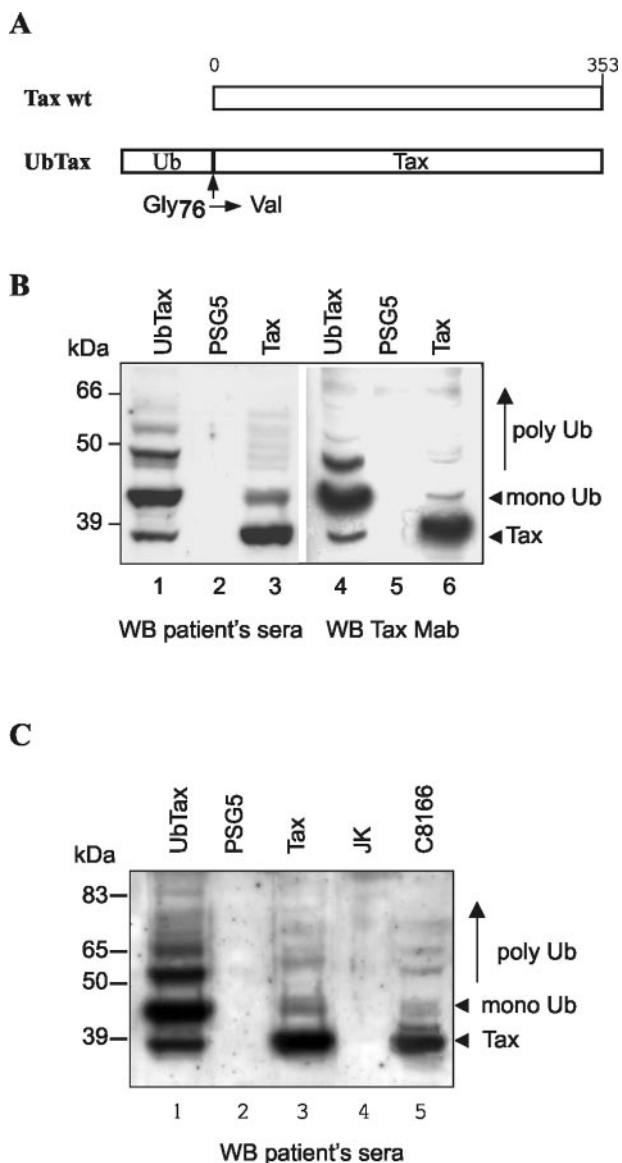 A
0 353
Tax wt
UbTax Ub Tax
Gly76 Val
B
kDa UbTax PSG5 Tax UbTax PSG5 Tax
66
50 poly Ub
mono Ub
39
Tax
1 2 3 4 5 6
WB patient's sera WB Tax Mab
C
kDa UbTax PSG5 Tax JK C8166
83
65 poly Ub
50
mono Ub
39 Tax
1 2 3 4 5
WB patient's sera